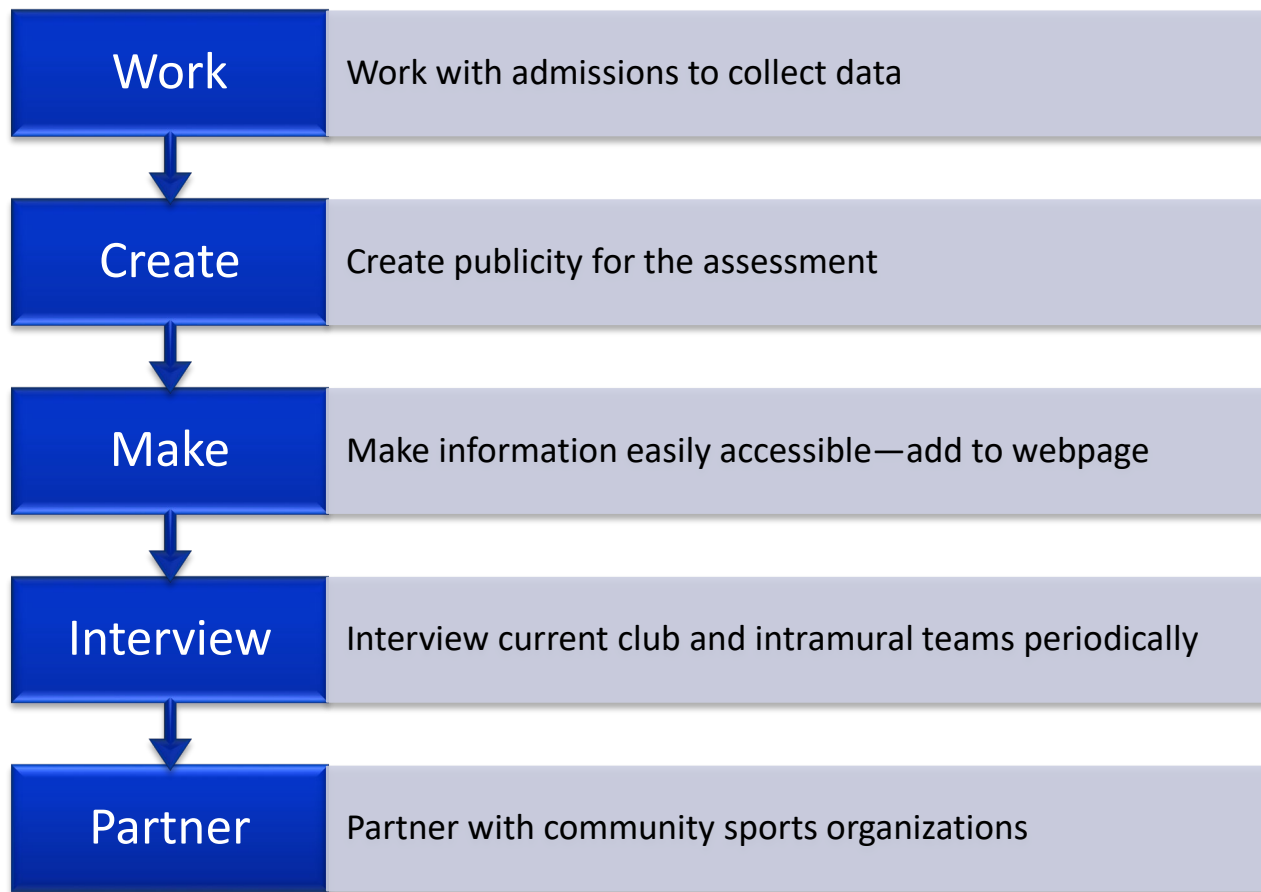 Work
Work with admissions to collect data
Create
Create publicity for the assessment
Make
Make information easily accessible—add to webpage
Interview
Interview current club and intramural teams periodically
Partner
Partner with community sports organizations